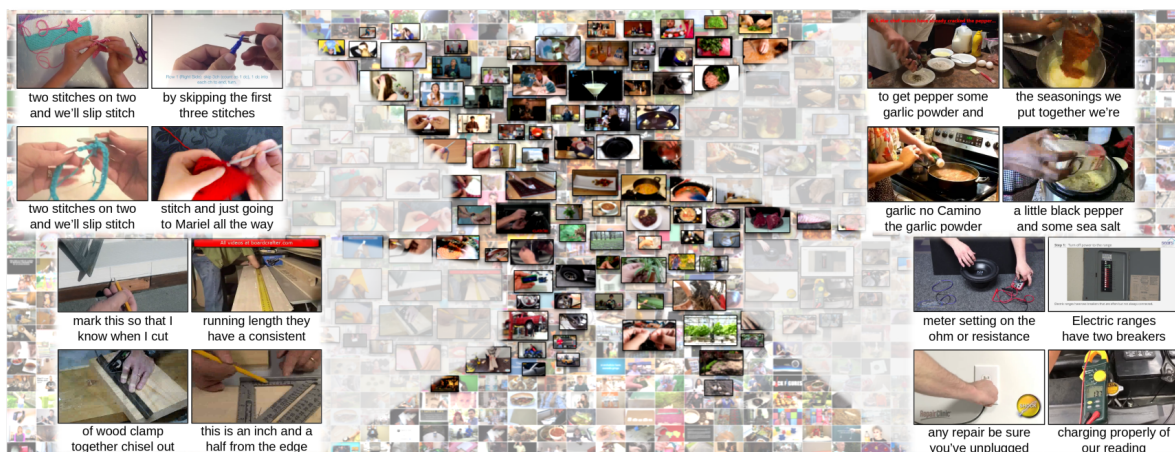 two stitches on two
and we'll slip stitch
by skipping the first
three stitches
two stitches on two
and we'll slip stitch
stitch and just going
to Mariel all the way
to get pepper some
garlic powder and
the seasonings we
put together we're
garlic no Camino
the garlic powder
a little black pepper
and some sea salt
All videos at boardcrafter.com
mark this so that I
know when I cut
running length they
have a consistent
of wood clamp
together chisel out
this is an inch and a
half from the edge
meter setting on the
ohm or resistance
Electric ranges
have two breakers
any repair be sure
you've unplugged
charging properly of
our reading